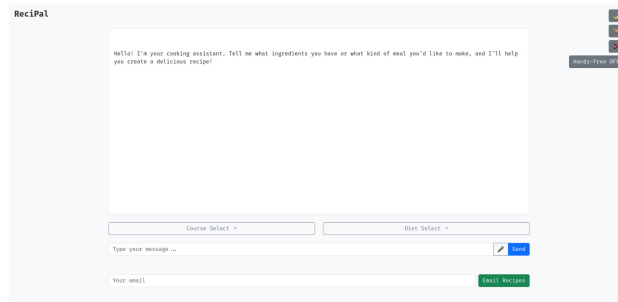 ReciPal
Hello! I'm your cooking assistant. Tell me what ingredients you have or what kind of meal you'd like to make, and I'll help
you create a delicious recipe!
Hands-Free OFF
Course Select
Diet Select
Type your message...
Send
Your email
Email Recipes